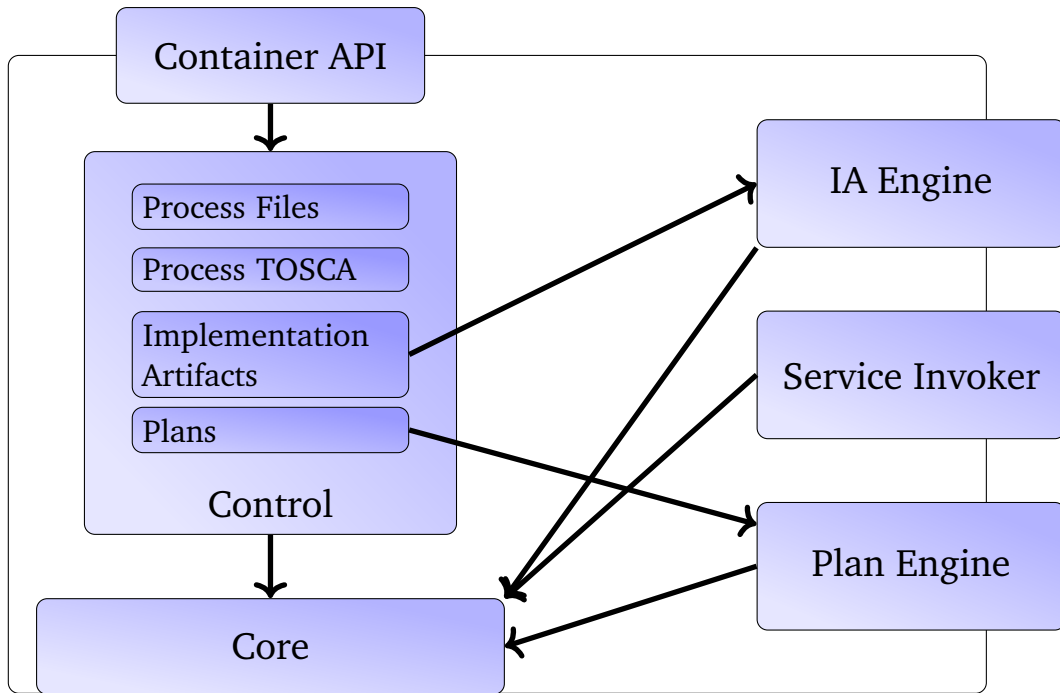 Container API
Process Files
Process TOSCA
Implementation
Artifacts
Plans
Control
Core
IA Engine
Service Invoker
Plan Engine